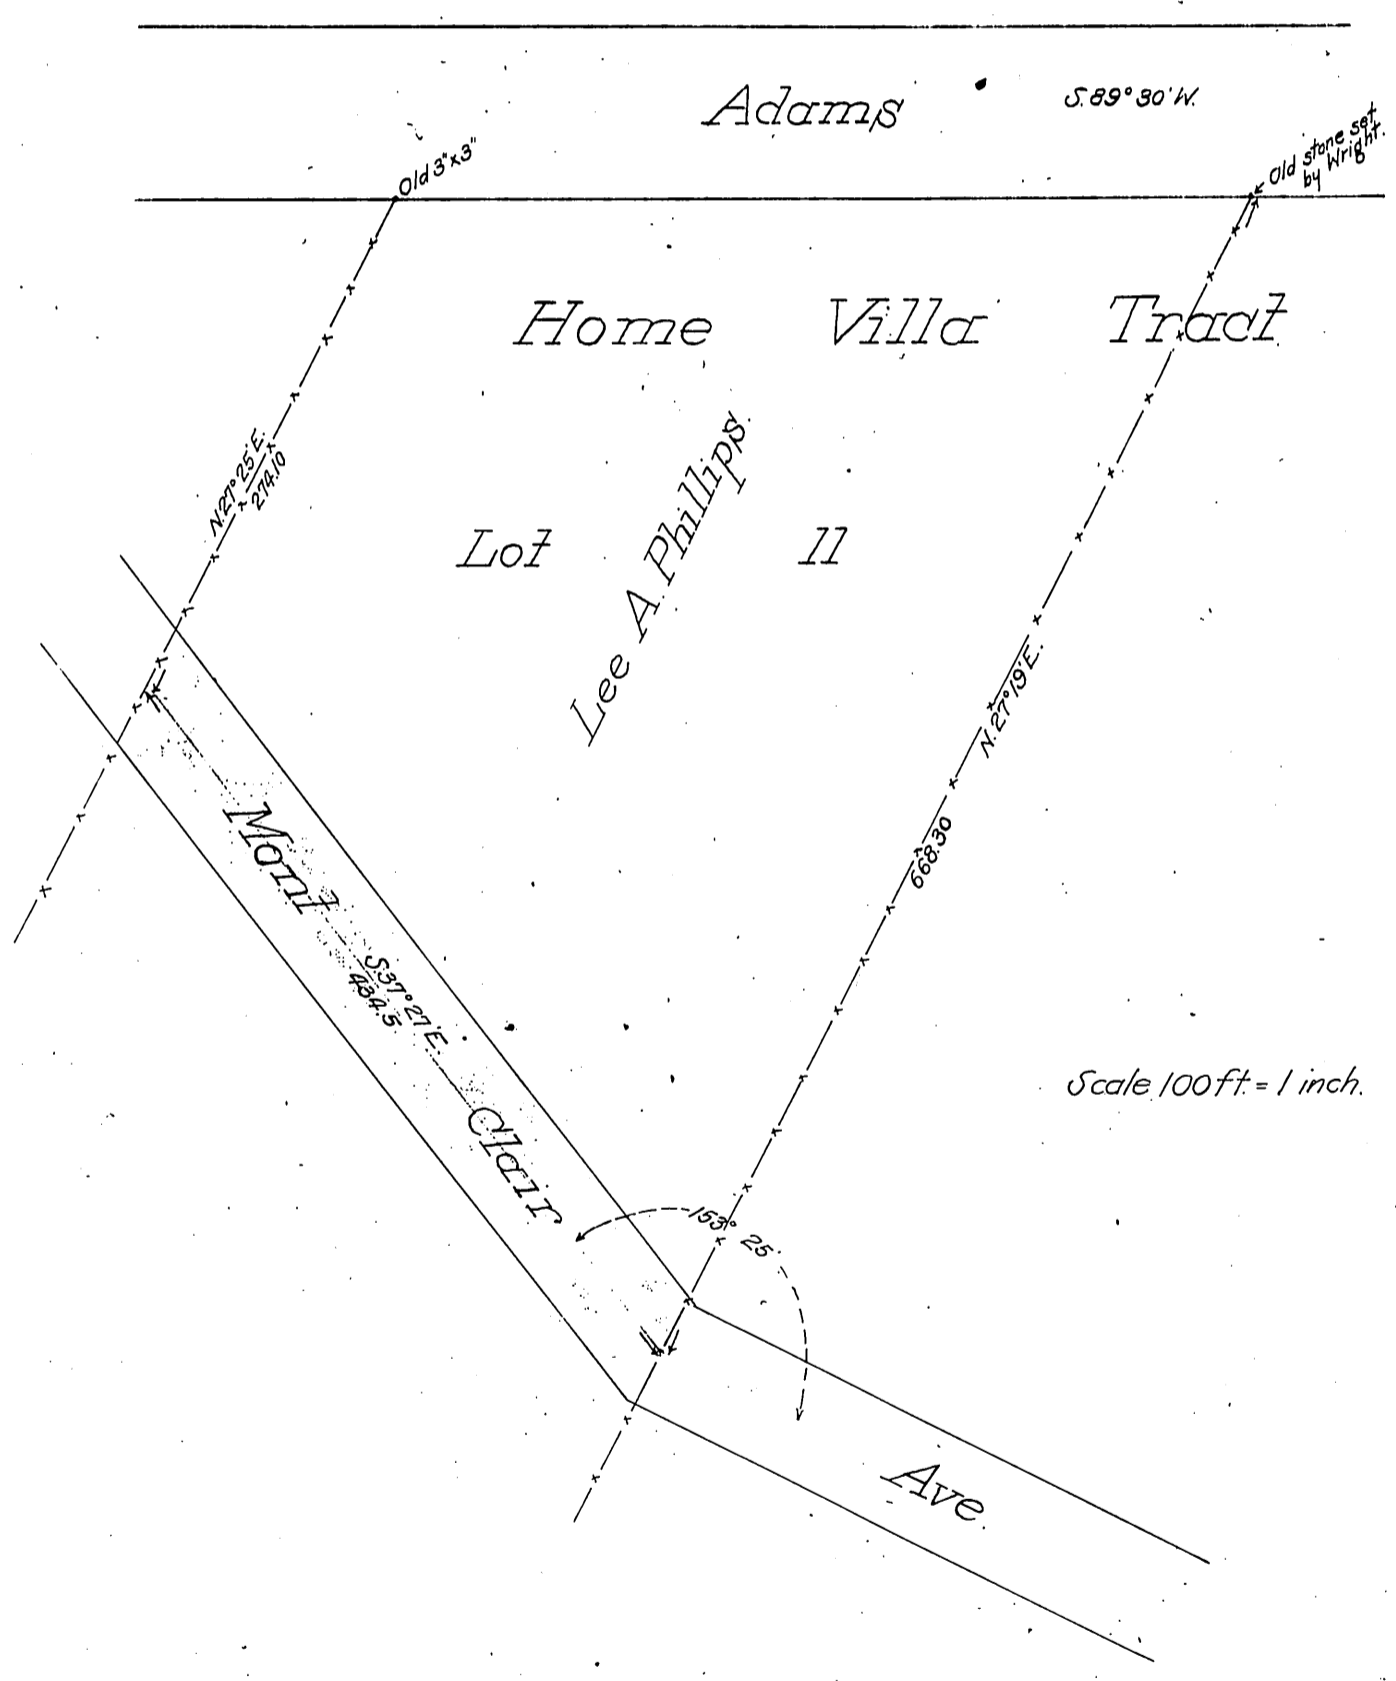 Adams
S.89°30'W.
Old 3"x3"
Old stone set
by Wright.
Home Villa Tract
N.27°25'E.
274.10
Lot 11
Lee A. Phillips.
N.27°19'E.
668.30
Mont Clair Ave.
S.37°27'E.
434.5
Scale 100 ft. = 1 inch.
153° 25'